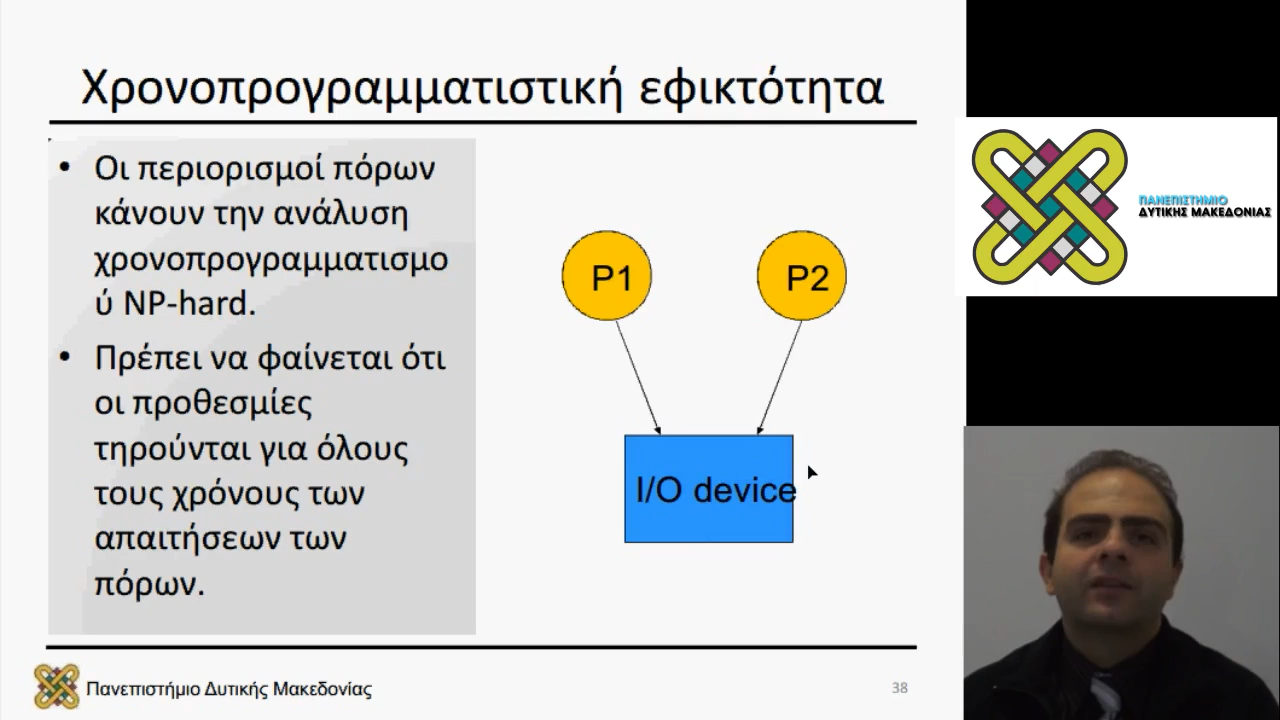 Χρονοπρογραμματιστική εφικτότητα
• Οι περιορισμοί πόρων
κάνουν την ανάλυση
χρονοπρογραμματισμο
ύ NP-hard.
• Πρέπει να φαίνεται ότι
οι προθεσμίες
τηρούνται για όλους
τους χρόνους των
απαιτήσεων των
πόρων.
P1
P2
I/O device
Πανεπιστήμιο Δυτικής Μακεδονίας
38
ΠΑΝΕΠΙΣΤΗΜΙΟ
ΔΥΤΙΚΗΣ ΜΑΚΕΔΟΝΙΑΣ